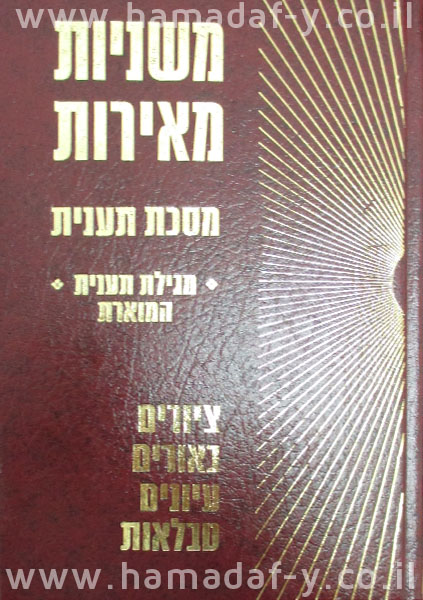 www.hamadaf-y.co.il
משניות
מאירות
מסכת תענית
מגילת תענית
המוארת
ציורים
באורים
עיונים
טבלאות
www.hamadaf-y.co.il